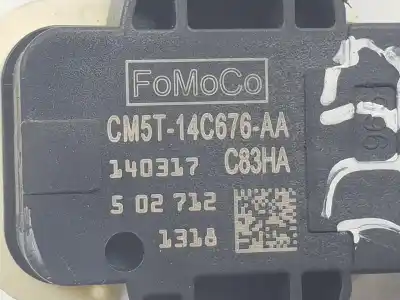 FoMoCo
CM5T-14C676-AA
140317 C83HA
5 02 712
1318